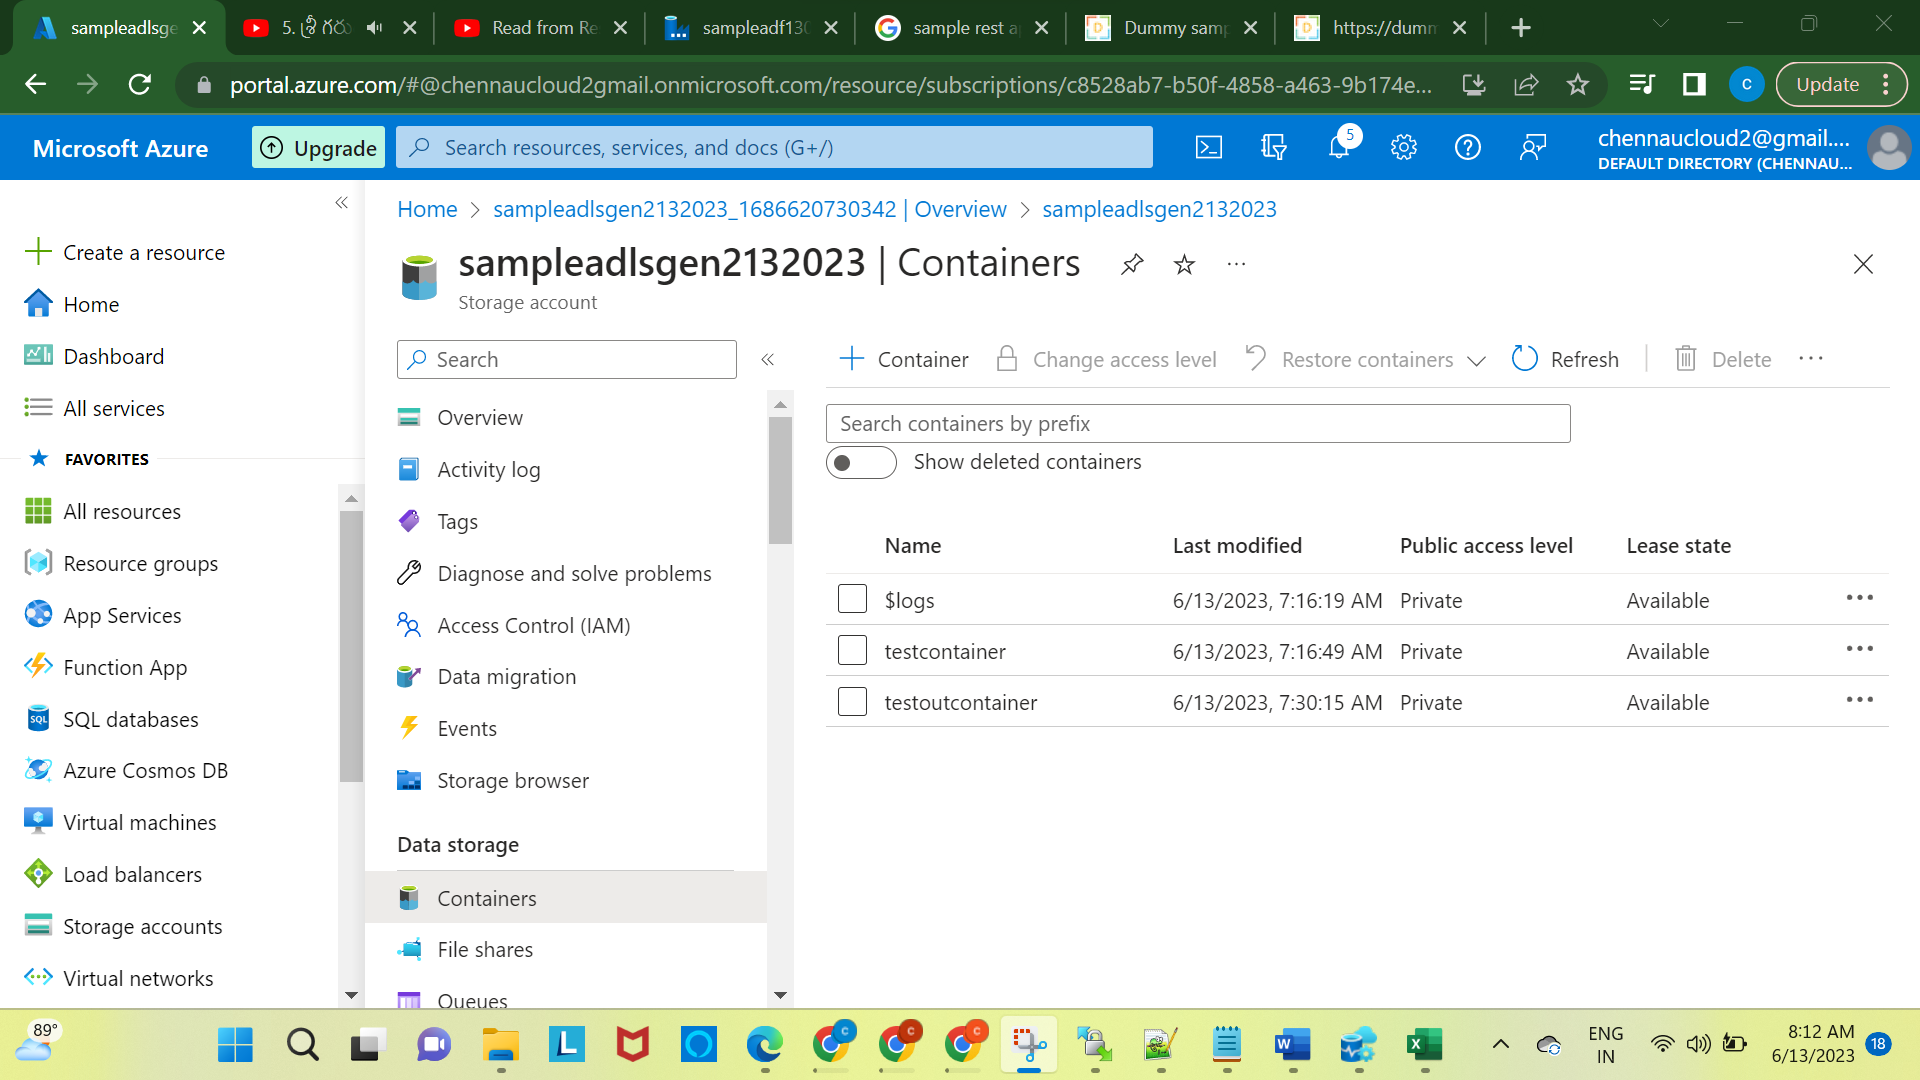 sampleadlsge
5. శ్రీ గరు
Read from Re
sampleadf130
sample rest a
Dummy sam
https://dumm
portal.azure.com/#@chennaucloud2gmail.onmicrosoft.com/resource/subscriptions/c8528ab7-b50f-4858-a463-9b174e...
C
Update
Microsoft Azure
Upgrade
Search resources, services, and docs (G+/)
5
chennaucloud2@gmail....
DEFAULT DIRECTORY (CHENNAU...
Create a resource
Home
Dashboard
All services
FAVORITES
All resources
Resource groups
App Services
Function App
SQL databases
Azure Cosmos DB
Virtual machines
Load balancers
Storage accounts
Virtual networks
Home > sampleadlsgen2132023_1686620730342 | Overview > sampleadlsgen2132023
sampleadlsgen2132023 | Containers
Storage account
Search
Overview
Activity log
Tags
Diagnose and solve problems
Access Control (IAM)
Data migration
Events
Storage browser
Data storage
Containers
File shares
Queues
Container Change access level Restore containers Refresh Delete
Search containers by prefix
Show deleted containers
Name Last modified Public access level Lease state
$logs 6/13/2023, 7:16:19 AM Private Available
testcontainer 6/13/2023, 7:16:49 AM Private Available
testoutcontainer 6/13/2023, 7:30:15 AM Private Available
89°
ENG
IN
8:12 AM
6/13/2023
18